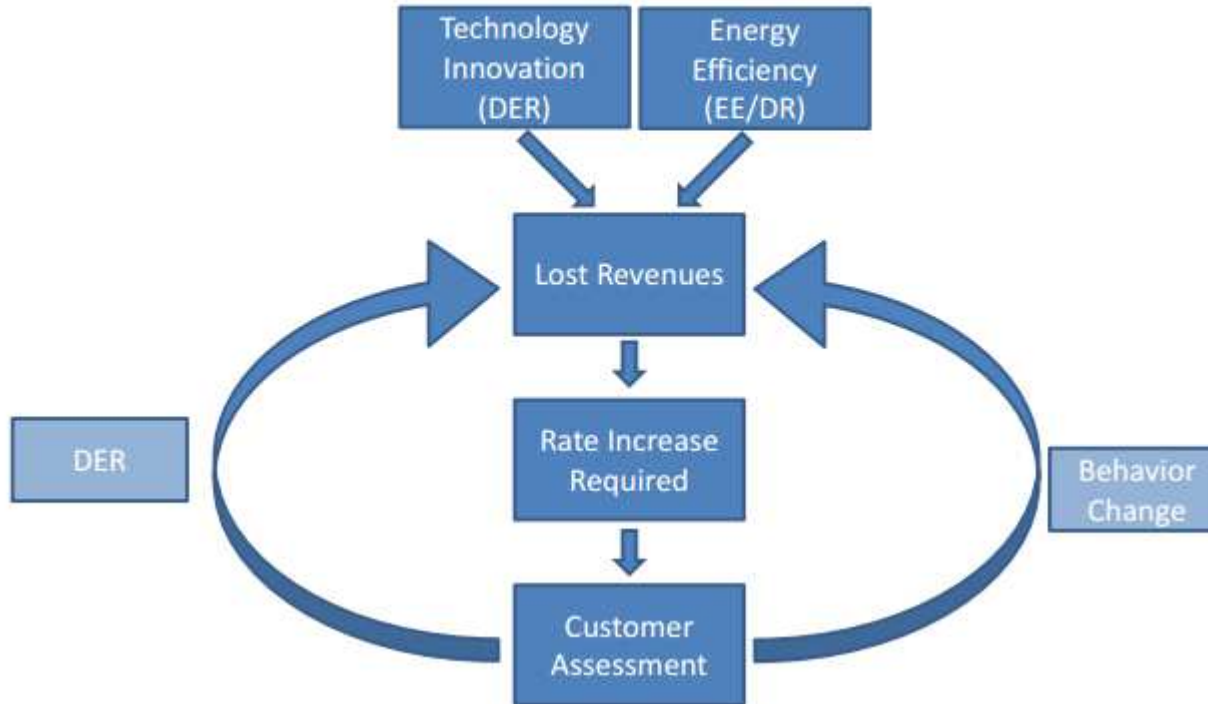 Technology
Innovation
(DER)
Energy
Efficiency
(EE/DR)
Lost Revenues
DER
Rate Increase
Required
Behavior
Change
Customer
Assessment